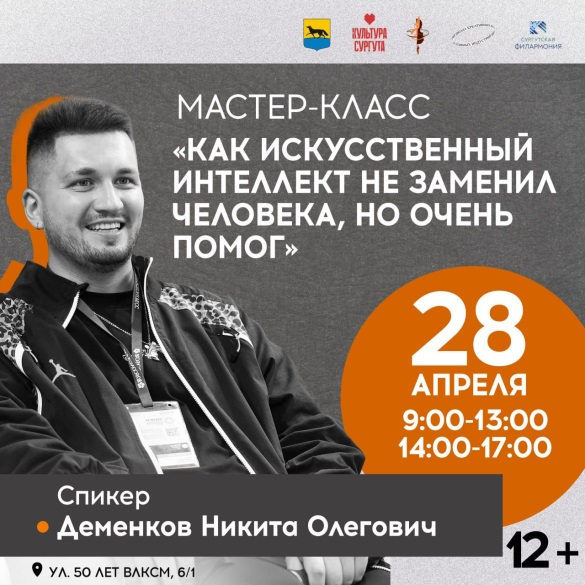 КУЛЬТУРА
СУРГУТА
СУРГУТСКАЯ
ФИЛАРМОНИЯ
МАСТЕР-КЛАСС
«КАК ИСКУССТВЕННЫЙ
ИНТЕЛЛЕКТ НЕ ЗАМЕНИЛ
ЧЕЛОВЕКА, НО ОЧЕНЬ
ПОМОГ»
28
АПРЕЛЯ
9:00-13:00
14:00-17:00
Спикер
Деменков Никита Олегович
УЛ. 50 ЛЕТ ВЛКСМ, 6/1
12+